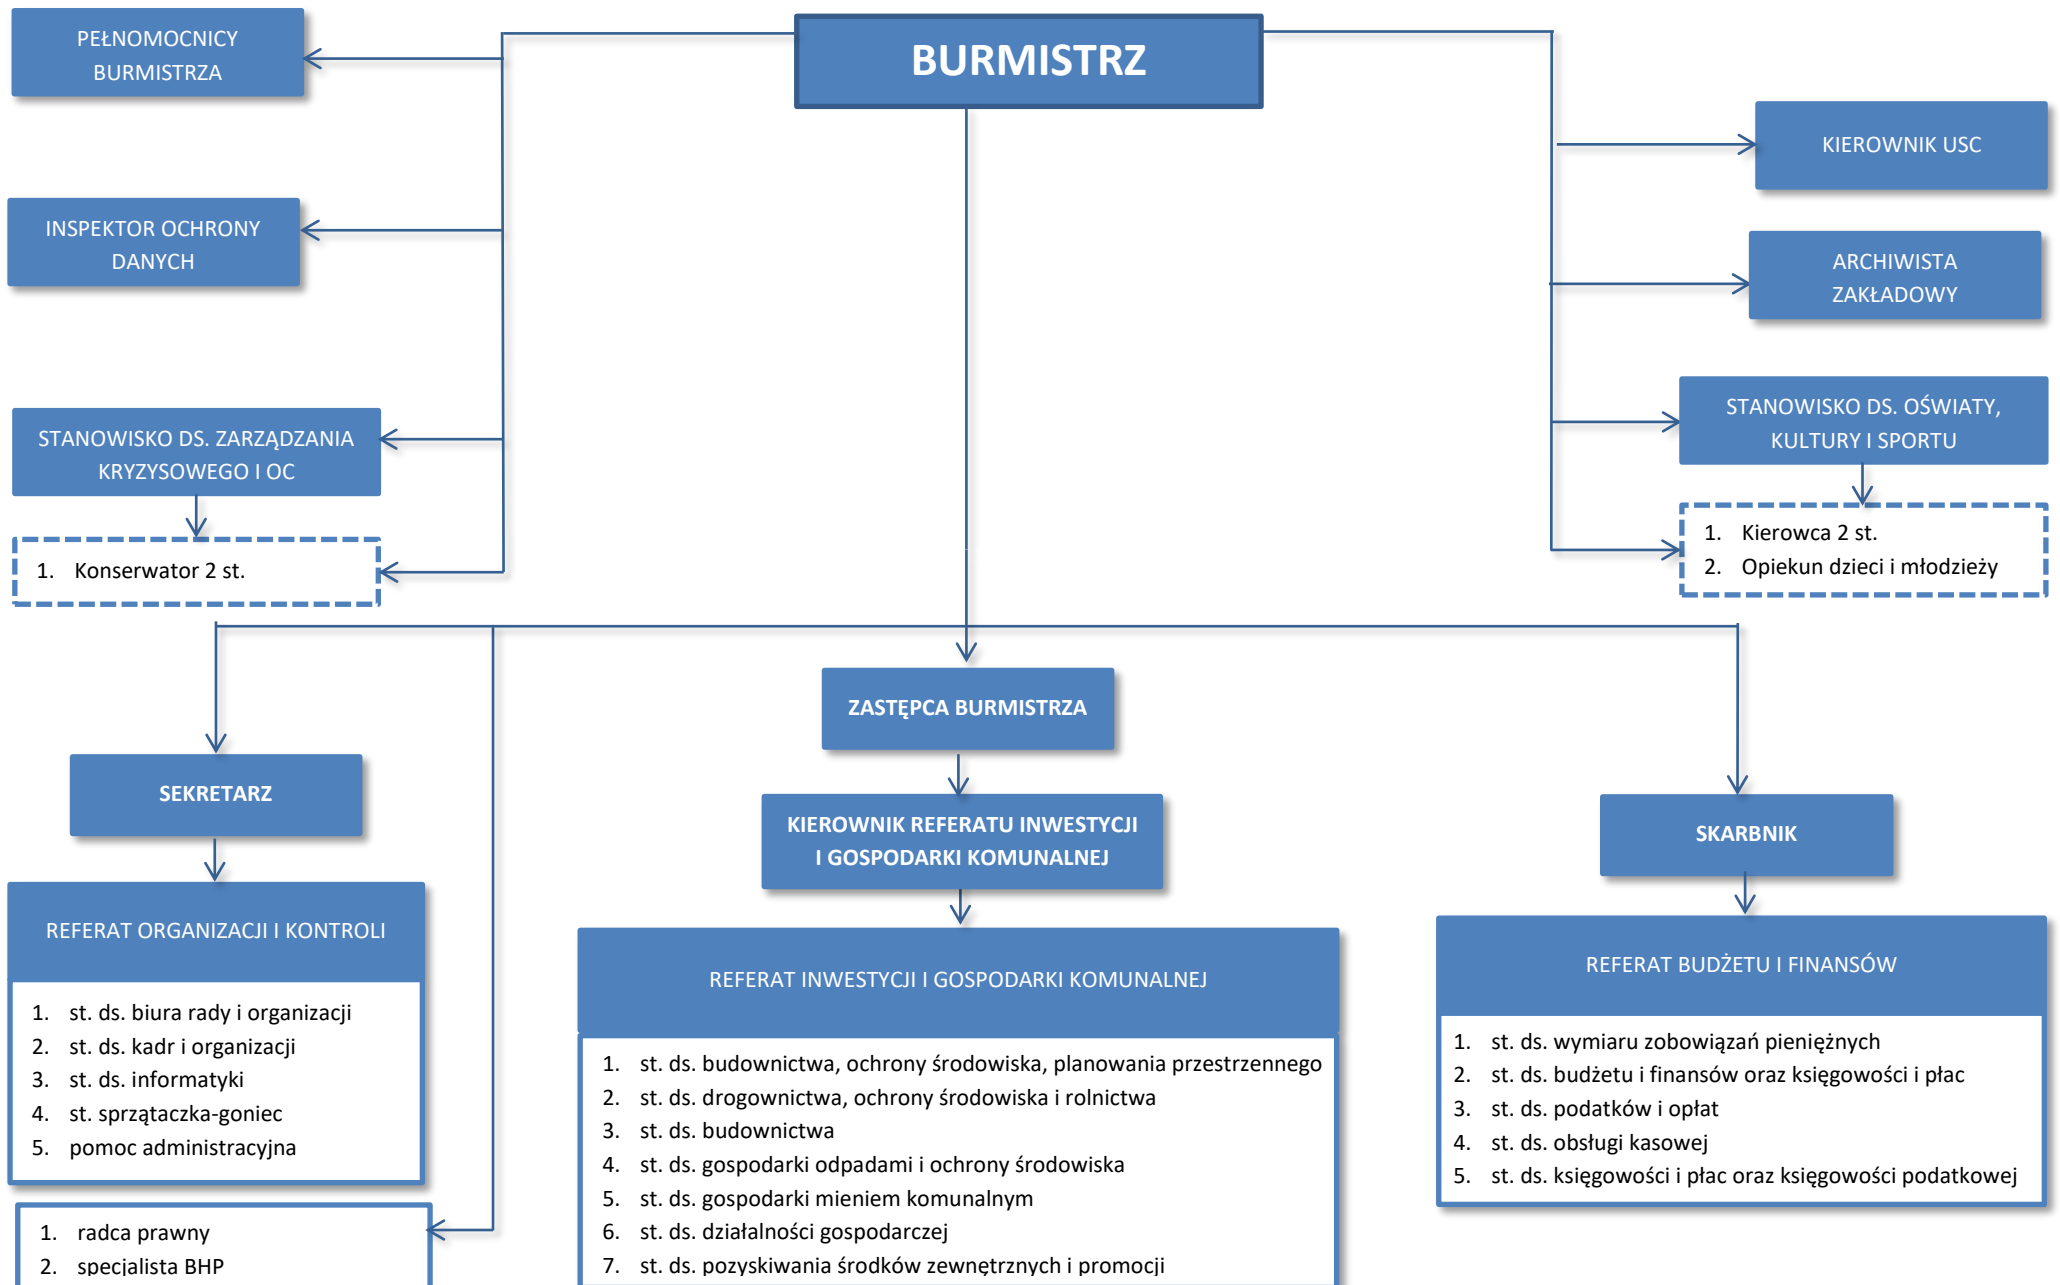 BURMISTRZ
PEŁNOMOCNICY
BURMISTRZA
KIEROWNIK USC
INSPEKTOR OCHRONY
DANYCH
ARCHIWISTA
ZAKŁADOWY
STANOWISKO DS. ZARZĄDZANIA
KRYZYSOWEGO I OC
1. Konserwator 2 st.
STANOWISKO DS. OŚWIATY,
KULTURY I SPORTU
1. Kierowca 2 st.
2. Opiekun dzieci i młodzieży
SEKRETARZ
REFERAT ORGANIZACJI I KONTROLI
1. st. ds. biura rady i organizacji
2. st. ds. kadr i organizacji
3. st. ds. informatyki
4. st. sprzątaczka-goniec
5. pomoc administracyjna
1. radca prawny
2. specjalista BHP
ZASTĘPCA BURMISTRZA
KIEROWNIK REFERATU INWESTYCJI
I GOSPODARKI KOMUNALNEJ
REFERAT INWESTYCJI I GOSPODARKI KOMUNALNEJ
1. st. ds. budownictwa, ochrony środowiska, planowania przestrzennego
2. st. ds. drogownictwa, ochrony środowiska i rolnictwa
3. st. ds. budownictwa
4. st. ds. gospodarki odpadami i ochrony środowiska
5. st. ds. gospodarki mieniem komunalnym
6. st. ds. działalności gospodarczej
7. st. ds. pozyskiwania środków zewnętrznych i promocji
SKARBNIK
REFERAT BUDŻETU I FINANSÓW
1. st. ds. wymiaru zobowiązań pieniężnych
2. st. ds. budżetu i finansów oraz księgowości i płac
3. st. ds. podatków i opłat
4. st. ds. obsługi kasowej
5. st. ds. księgowości i płac oraz księgowości podatkowej